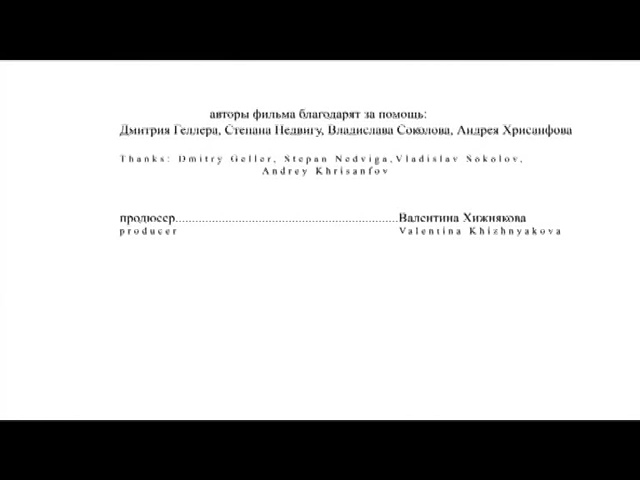 авторы фильма благодарят за помощь:
Дмитрия Геллера, Степана Недвигу, Владислава Соколова, Андрея Хрисанфова
Thanks: Dmitry Geller, Stepan Nedviga, Vladislav Sokolov,
Andrey Khrisanfov
продюсер....................................................................Валентина Хижнякова
producer Valentina Khizhnyakova